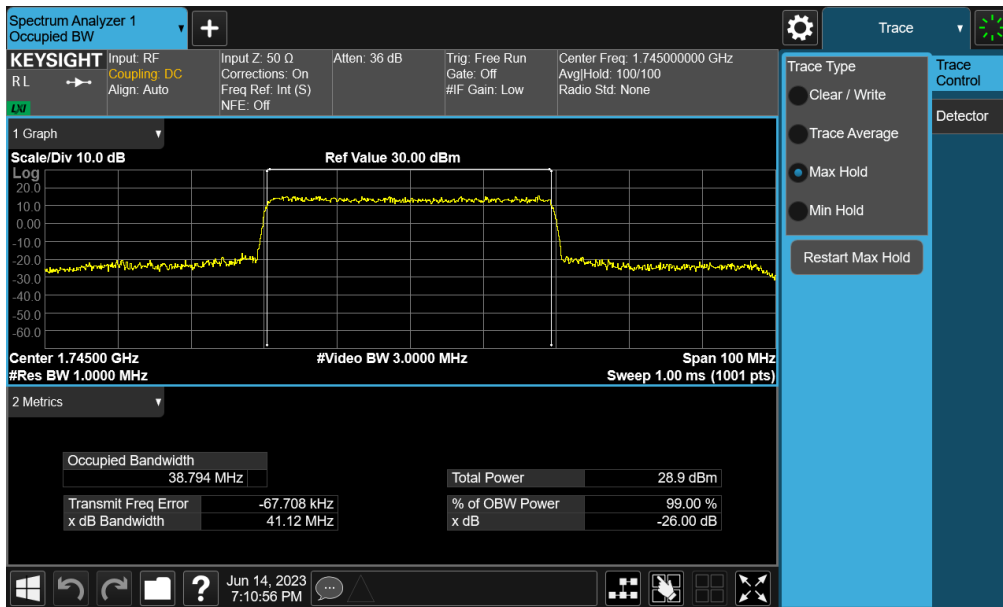 Spectrum Analyzer 1
Occupied BW
Trace
KEYSIGHT
R L
LXI
Input: RF
Coupling: DC
Align: Auto
Input Z: 50 Ω
Corrections: On
Freq Ref: Int (S)
NFE: Off
Atten: 36 dB
Trig: Free Run
Gate: Off
#IF Gain: Low
Center Freq: 1.745000000 GHz
Avg|Hold: 100/100
Radio Std: None
1 Graph
Scale/Div 10.0 dB
Ref Value 30.00 dBm
Log
20.0
10.0
0.00
-10.0
-20.0
-30.0
-40.0
-50.0
-60.0
Center 1.74500 GHz
#Video BW 3.0000 MHz
Span 100 MHz
#Res BW 1.0000 MHz
Sweep 1.00 ms (1001 pts)
2 Metrics
Occupied Bandwidth
38.794 MHz
Transmit Freq Error -67.708 kHz
x dB Bandwidth 41.12 MHz
Total Power 28.9 dBm
% of OBW Power 99.00 %
x dB -26.00 dB
Trace Type
Clear / Write
Trace Average
Max Hold
Min Hold
Restart Max Hold
Trace
Control
Detector
?
Jun 14, 2023
7:10:56 PM